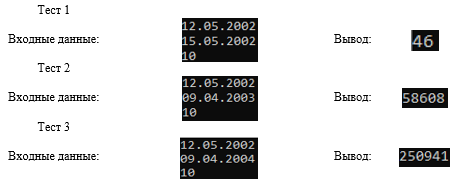 Тест 1
12.05.2002
Входные данные: 15.05.2002 Вывод: 46
10
Тест 2
12.05.2002
Входные данные: 09.04.2003 Вывод: 58608
10
Тест 3
12.05.2002
Входные данные: 09.04.2004 Вывод: 250941
10